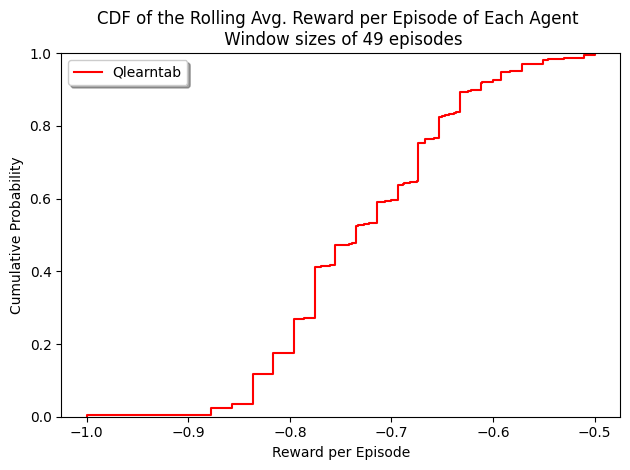 CDF of the Rolling Avg. Reward per Episode of Each Agent
Window sizes of 49 episodes
Qlearntab
Cumulative Probability
1.0
0.8
0.6
0.4
0.2
0.0
−1.0 −0.9 −0.8 −0.7 −0.6 −0.5
Reward per Episode